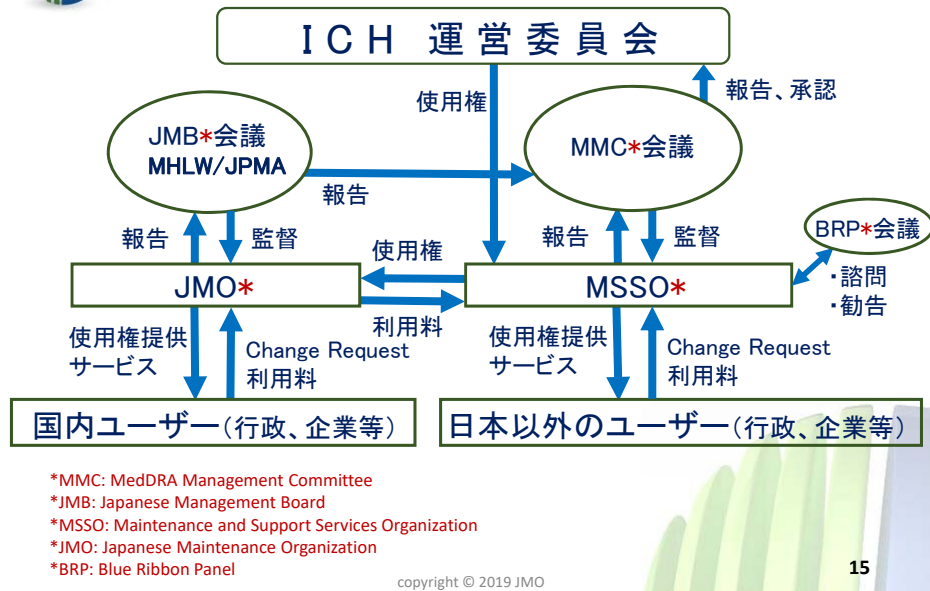 ICH 運営委員会
使用権
報告、承認
JMB*会議
MHLW/JPMA
MMC*会議
報告
BRP*会議
報告
監督
使用権
報告
監督
・諮問
・勧告
JMO*
MSSO*
利用料
使用権提供
サービス
Change Request
利用料
使用権提供
サービス
Change Request
利用料
国内ユーザー(行政、企業等)
日本以外のユーザー(行政、企業等)
*MMC: MedDRA Management Committee
*JMB: Japanese Management Board
*MSSO: Maintenance and Support Services Organization
*JMO: Japanese Maintenance Organization
*BRP: Blue Ribbon Panel
copyright © 2019 JMO
15